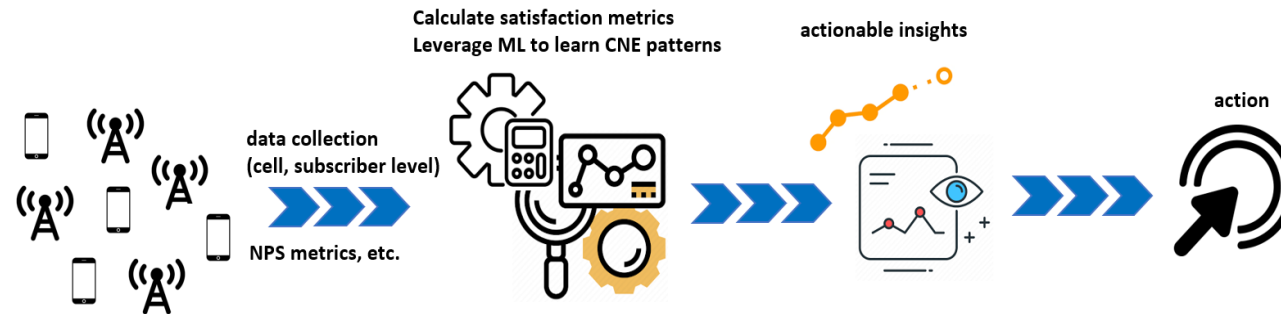 data collection
(cell, subscriber level)
NPS metrics, etc.
Calculate satisfaction metrics
Leverage ML to learn CNE patterns
actionable insights
action